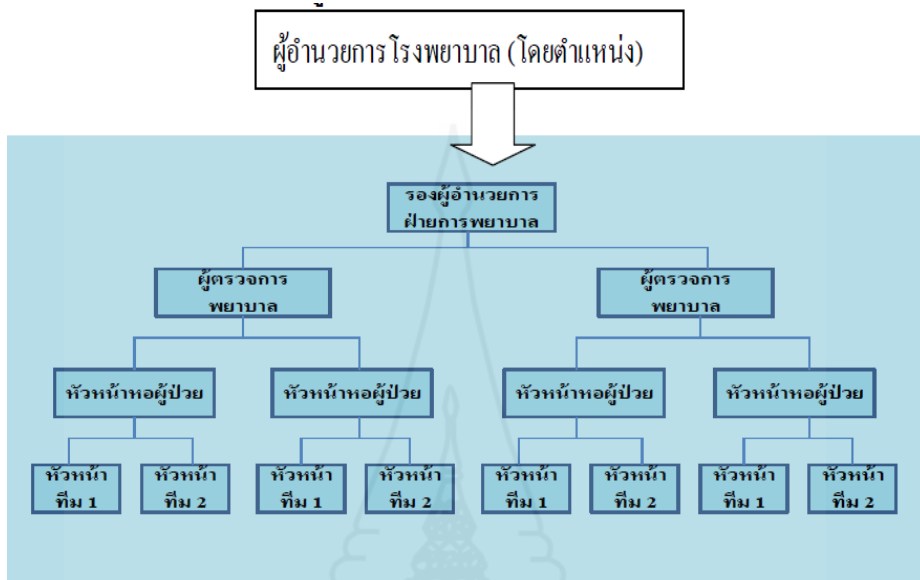 ผู้อำนวยการโรงพยาบาล (โดยตำแหน่ง)
รองผู้อำนวยการ
ฝ่ายการพยาบาล
ผู้ตรวจการ
พยาบาล
ผู้ตรวจการ
พยาบาล
หัวหน้าหอผู้ป่วย
หัวหน้าหอผู้ป่วย
หัวหน้าหอผู้ป่วย
หัวหน้าหอผู้ป่วย
หัวหน้า
ทีม 1
หัวหน้า
ทีม 2
หัวหน้า
ทีม 1
หัวหน้า
ทีม 2
หัวหน้า
ทีม 1
หัวหน้า
ทีม 2
หัวหน้า
ทีม 1
หัวหน้า
ทีม 2